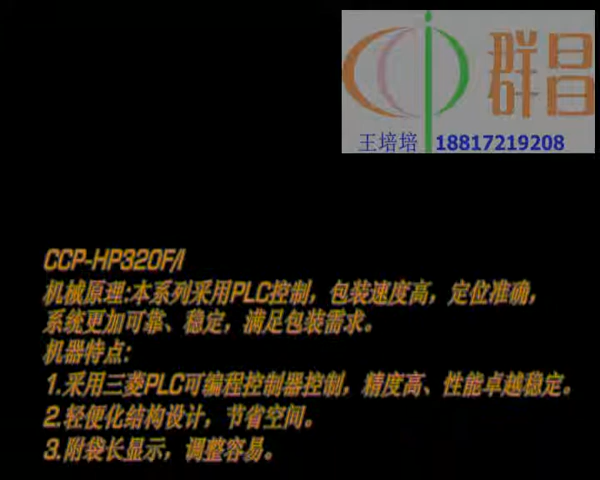 群昌
王培培 18817219208
CCP-HP320F/I
机械原理:本系列采用PLC控制，包装速度高，定位准确，
系统更加可靠、稳定，满足包装需求。
机器特点:
1.采用三菱PLC可编程控制器控制，精度高、性能卓越稳定。
2.轻便化结构设计，节省空间。
3.附袋长显示，调整容易。